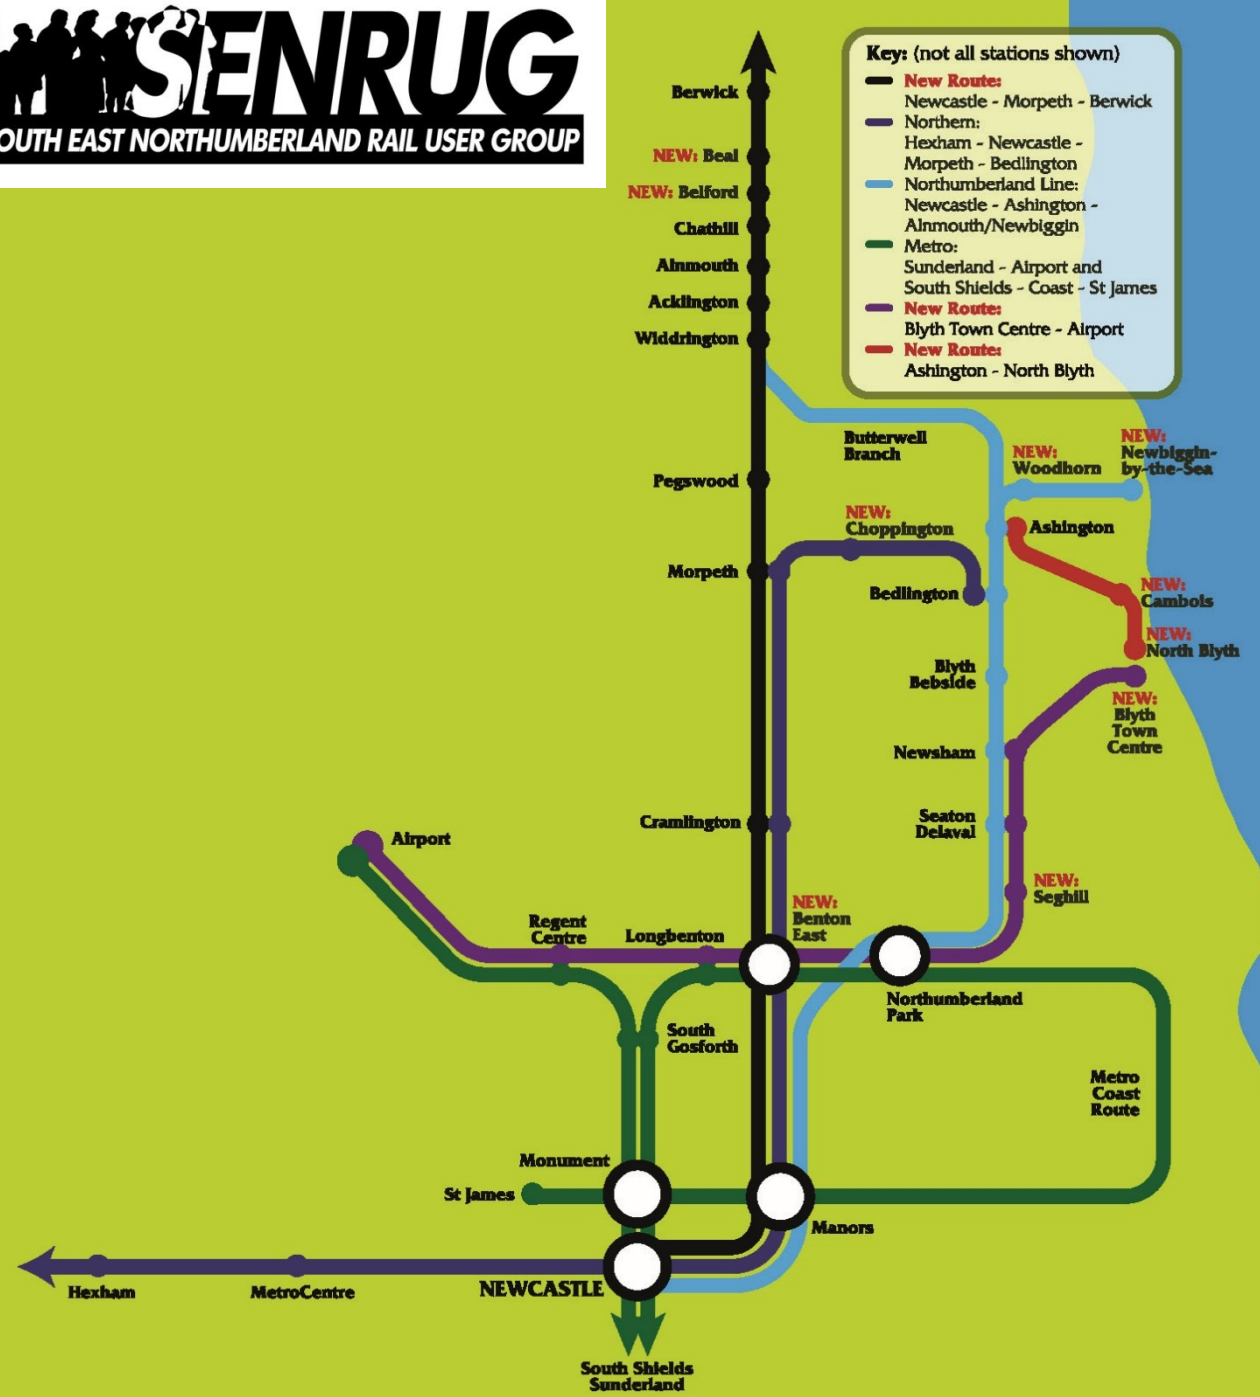 SENRUG
SOUTH EAST NORTHUMBERLAND RAIL USER GROUP
Key: (not all stations shown)
New Route:
Newcastle - Morpeth - Berwick
Northern:
Hexham - Newcastle -
Morpeth - Bedlington
Northumberland Line:
Newcastle - Ashington -
Alnmouth/Newbiggin
Metro:
Sunderland - Airport and
South Shields - Coast - St James
New Route:
Blyth Town Centre - Airport
New Route:
Ashington - North Blyth
Berwick
NEW: Beal
NEW: Belford
Chathill
Alnmouth
Acklington
Widdrington
Butterwell
Branch
NEW:
Woodhorn
NEW:
Newbiggin-
by-the-Sea
Pegswood
NEW:
Choppington
Ashington
Morpeth
Bedlington
NEW:
Cambois
NEW:
North Blyth
Blyth
Bebside
NEW:
Blyth
Town
Centre
Newsham
Cramlington
Seaton
Delaval
Airport
NEW:
Seghill
NEW:
Benton
East
Regent
Centre
Longbenton
Northumberland
Park
South
Gosforth
Metro
Coast
Route
Monument
St James
Manors
Hexham
MetroCentre
NEWCASTLE
South Shields
Sunderland